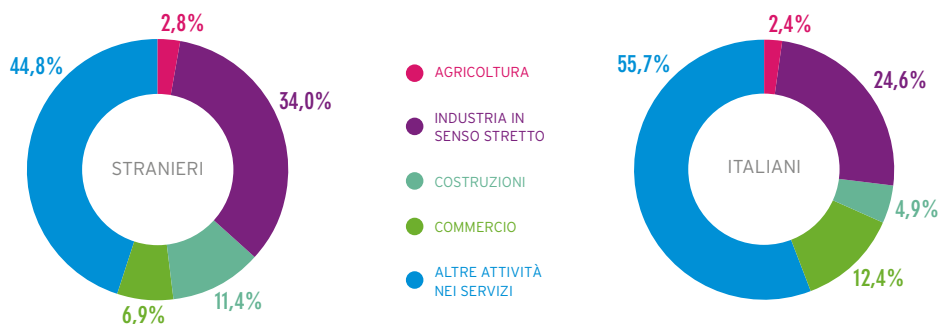 2,8%
44,8%
34,0%
STRANIERI
11,4%
6,9%
AGRICOLTURA
INDUSTRIA IN
SENSO STRETTO
COSTRUZIONI
COMMERCIO
ALTRE ATTIVITÀ
NEI SERVIZI
2,4%
55,7%
24,6%
ITALIANI
4,9%
12,4%